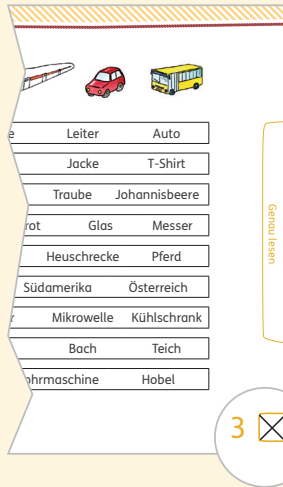 Leiter Auto
Jacke T-Shirt
Traube Johannisbeere
Glas Messer
Heuschrecke Pferd
Südamerika Österreich
Mikrowelle Kühlschrank
Bach Teich
Hobel
Genau lesen
3